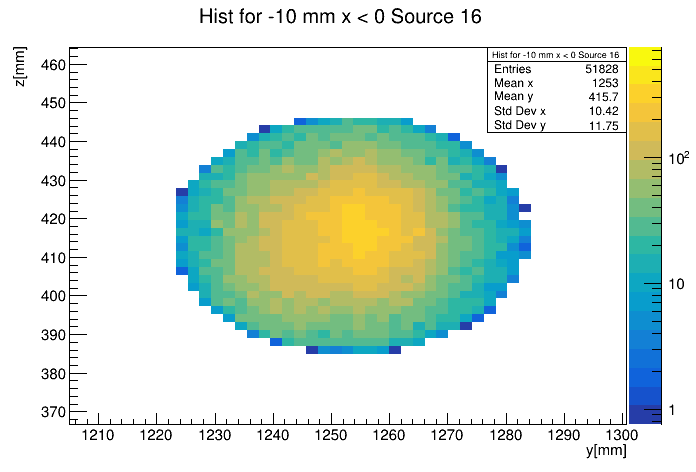 Hist for -10 mm x < 0 Source 16
z[mm]
460
450
440
430
420
410
400
390
380
370
Hist for -10 mm x < 0 Source 16
Entries 51828
Mean x 1253
Mean y 415.7
Std Dev x 10.42
Std Dev y 11.75
10²
10
1
1210 1220 1230 1240 1250 1260 1270 1280 1290 1300
y[mm]